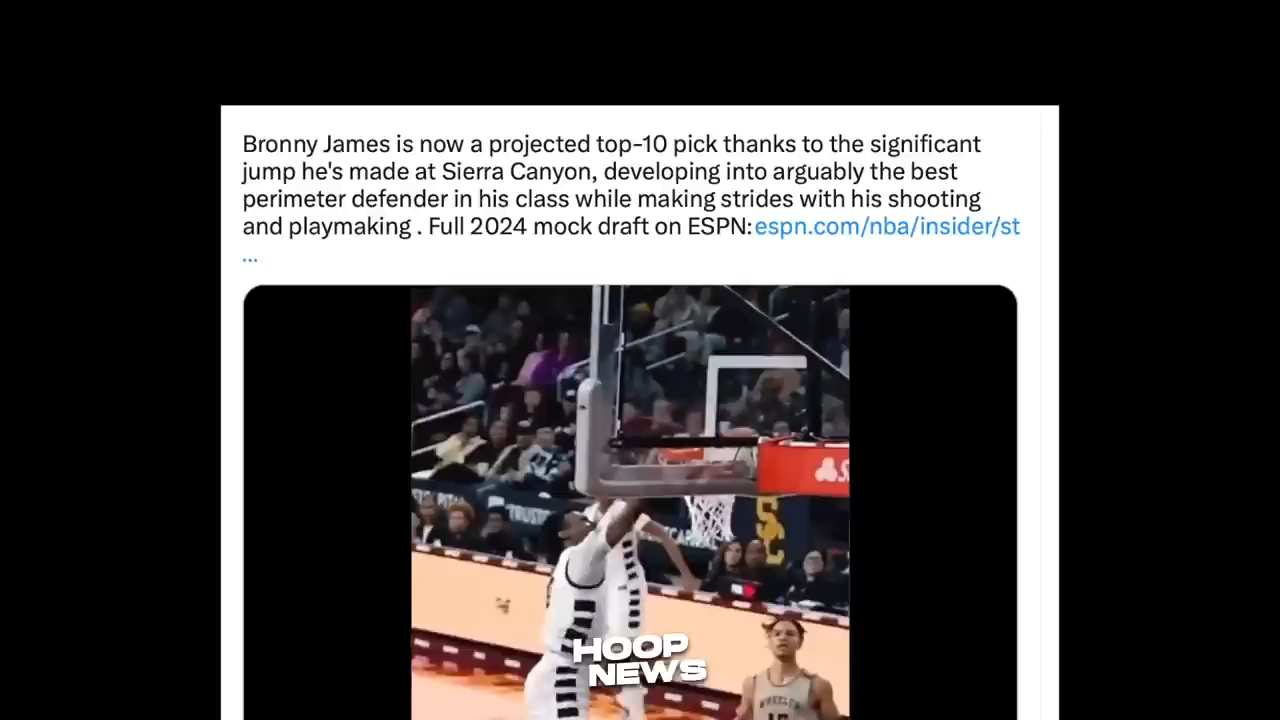 Bronny James is now a projected top-10 pick thanks to the significant
jump he's made at Sierra Canyon, developing into arguably the best
perimeter defender in his class while making strides with his shooting
and playmaking . Full 2024 mock draft on ESPN: espn.com/nba/insider/st
...
SC
HOOP
NEWS
WHEELER